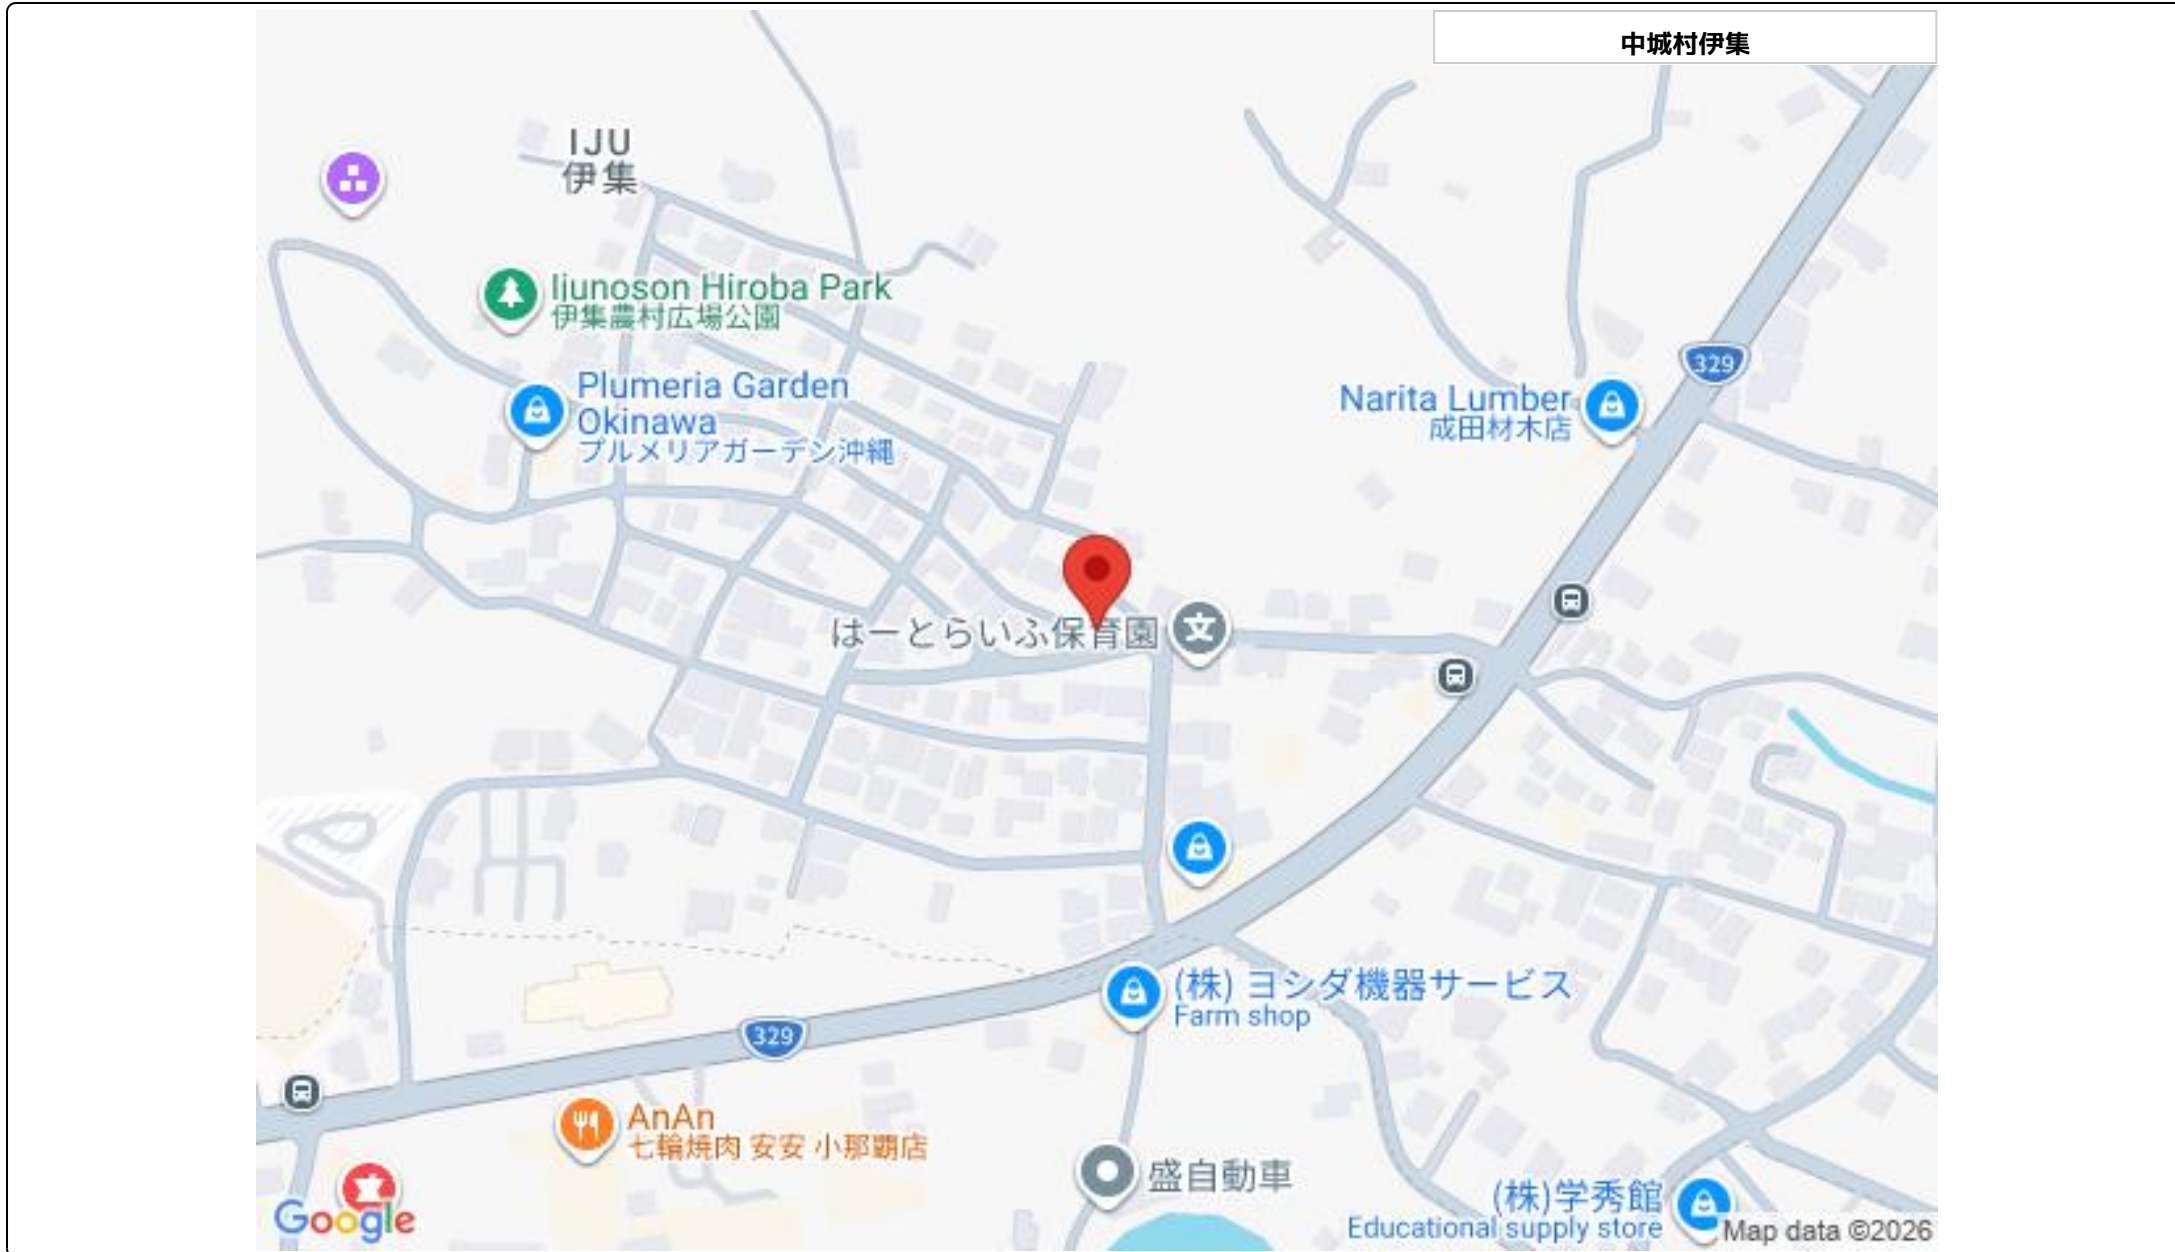 中城村伊集
IJU
伊集
Ijunoson Hiroba Park
伊集農村広場公園
Plumeria Garden
Okinawa
プルメリアガーデン沖縄
Narita Lumber
成田材木店
329
はーとらいふ保育園
文
(株) ヨシダ機器サービス
Farm shop
329
AnAn
七輪焼肉 安安 小那覇店
盛自動車
(株)学秀館
Educational supply store
Google
Map data ©2026